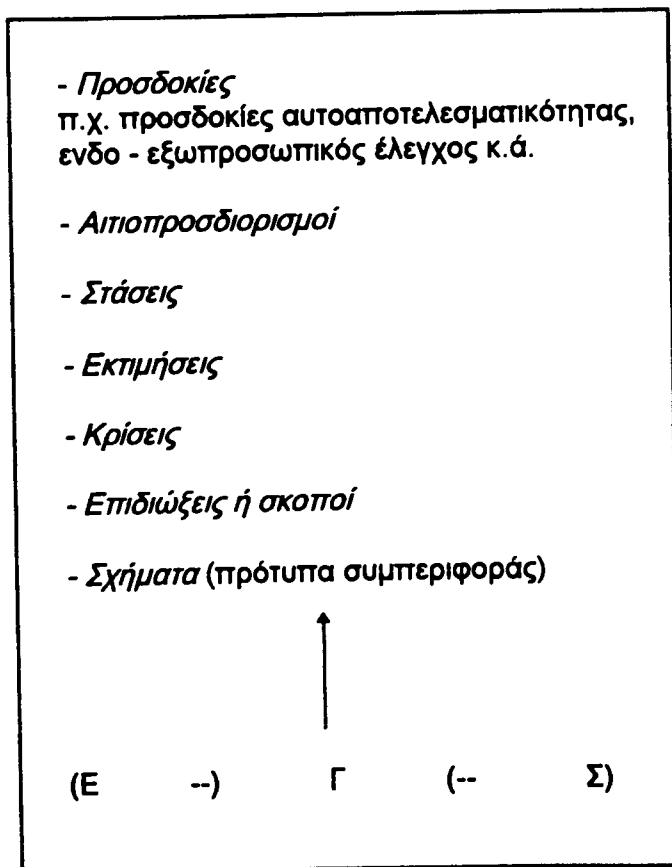 - Προσδοκίες
π.χ. προσδοκίες αυτοαποτελεσματικότητας,
ενδο - εξωπροσωπικός έλεγχος κ.ά.
- Αιτιοπροσδιορισμοί
- Στάσεις
- Εκτιμήσεις
- Κρίσεις
- Επιδιώξεις ή σκοποί
- Σχήματα (πρότυπα συμπεριφοράς)
(Ε --) Γ (-- Σ)